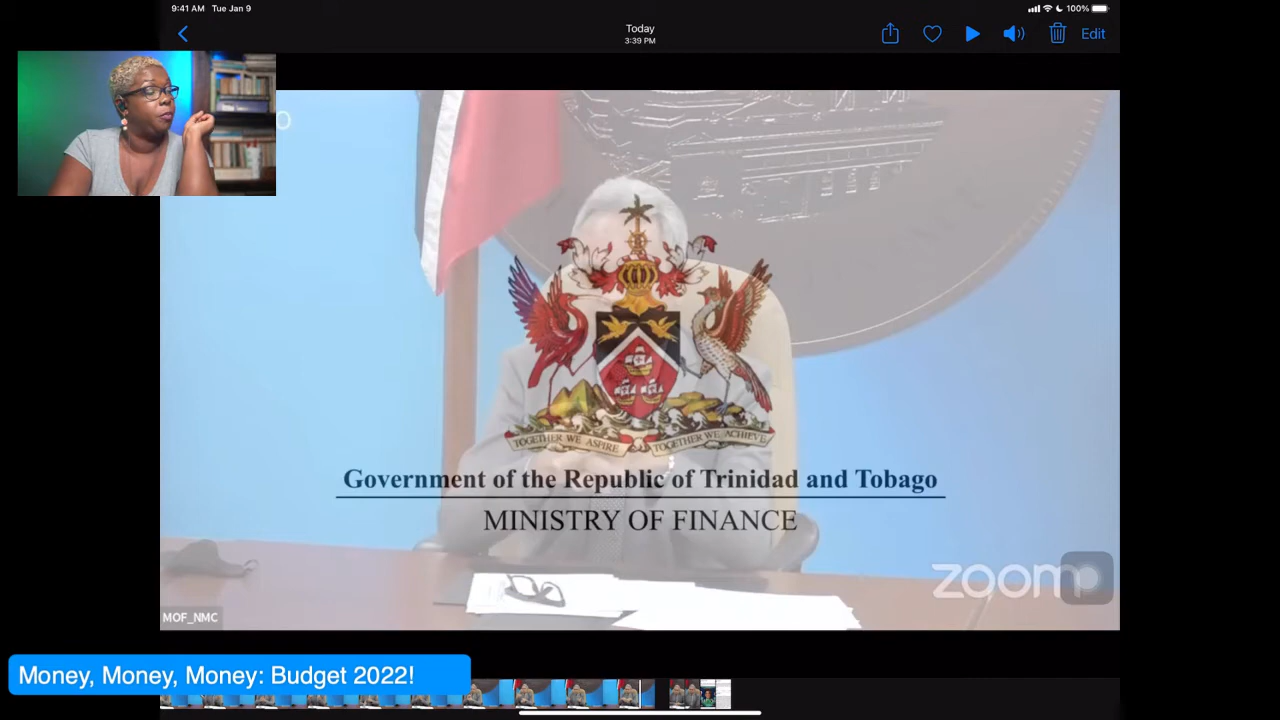 9:41 AM Tue Jan 9
100%
Today
3:39 PM
Edit
TOGETHER WE ASPIRE TOGETHER WE ACHIEVE
Government of the Republic of Trinidad and Tobago
MINISTRY OF FINANCE
zoom
MOF_NMC
Money, Money, Money: Budget 2022!